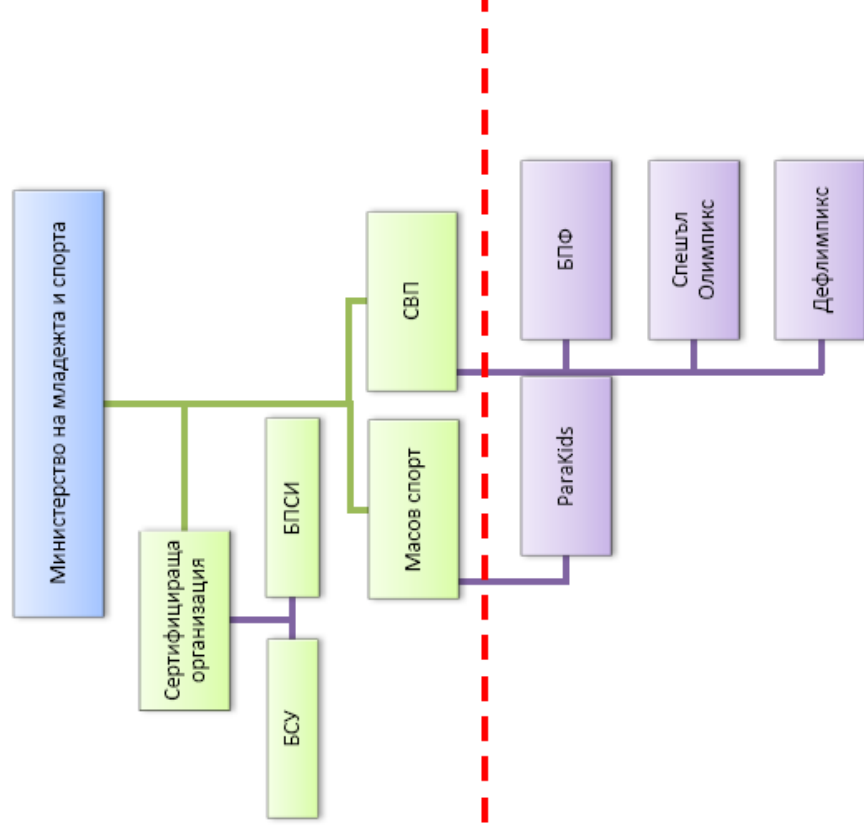 Министерство на младежта и спорта
Сертифицираща
организация
БСУ
БПСИ
Масов спорт
СВП
ParaKids
БПФ
Спешъл
Олимпикс
Дефлимпикс